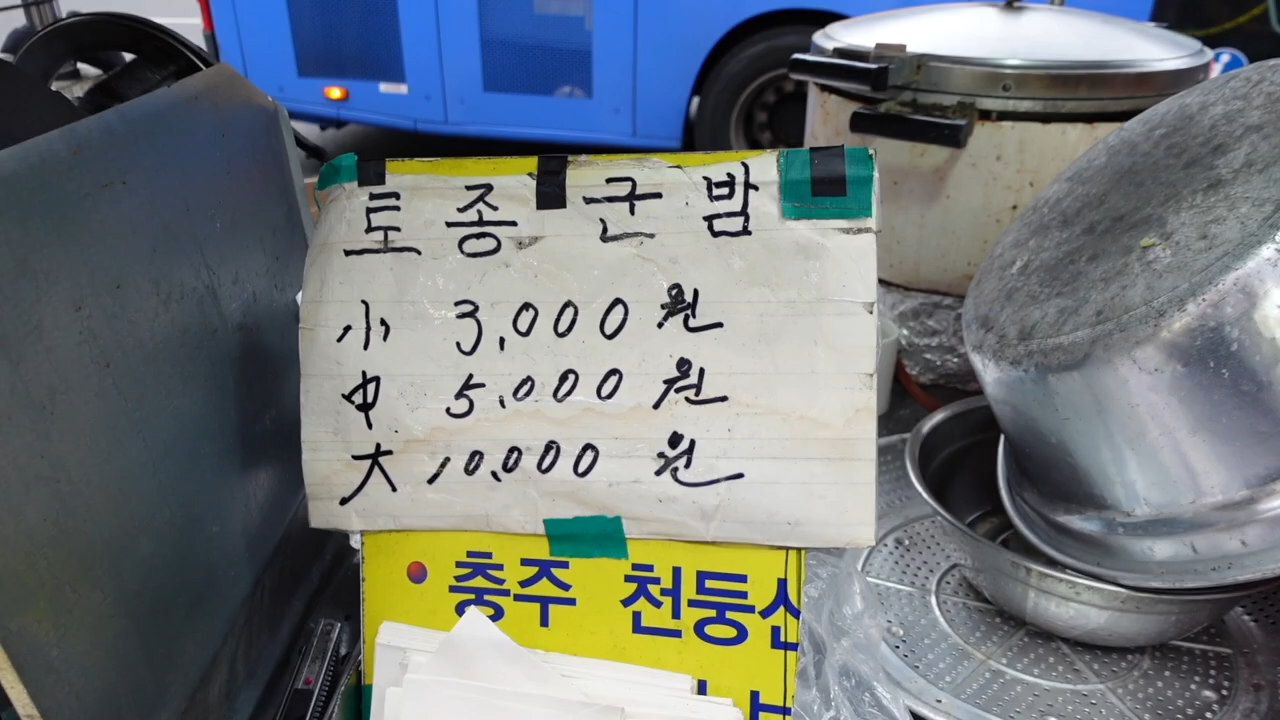 토종 군밤
小 3,000원
中 5,000원
大 10,000원
충주 천둥산